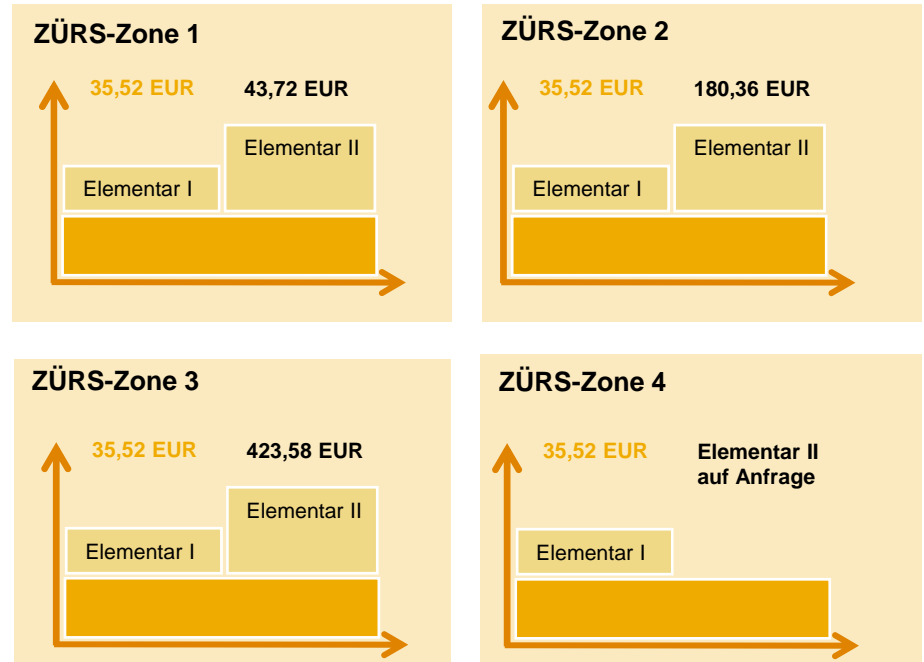 ZÜRS-Zone 1
35,52 EUR
43,72 EUR
Elementar II
Elementar I
ZÜRS-Zone 2
35,52 EUR
180,36 EUR
Elementar II
Elementar I
ZÜRS-Zone 3
35,52 EUR
423,58 EUR
Elementar II
Elementar I
ZÜRS-Zone 4
35,52 EUR
Elementar II
auf Anfrage
Elementar I